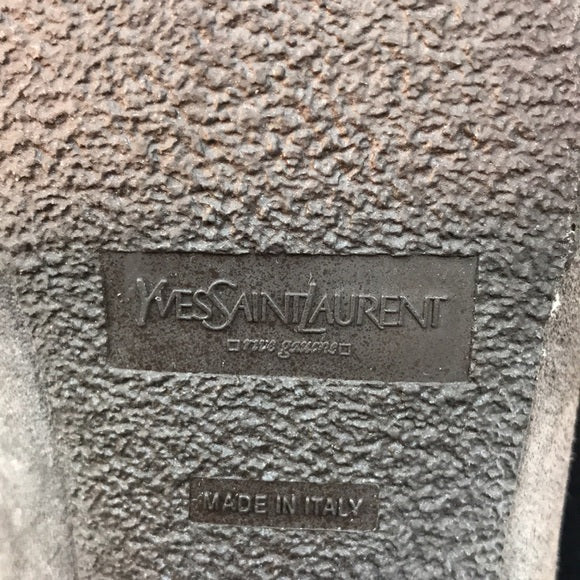 YVESSAINTLAURENT
rive gauche
MADE IN ITALY